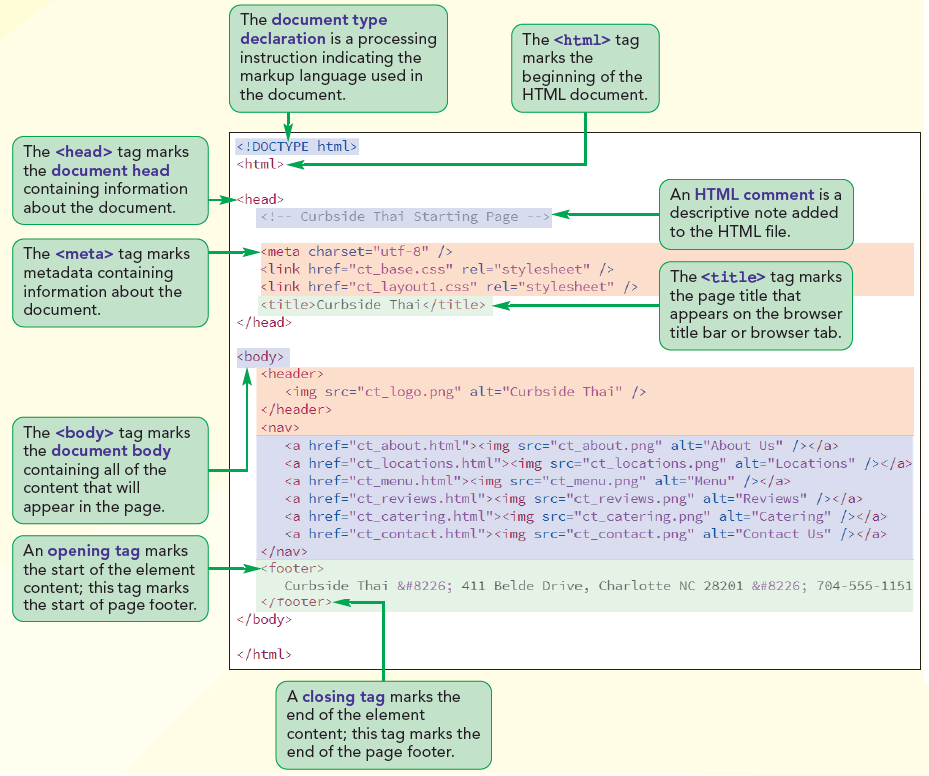 The document type
declaration is a processing
instruction indicating the
markup language used in
the document.
The <html> tag
marks the
beginning of the
HTML document.
The <head> tag marks
the document head
containing information
about the document.
The <meta> tag marks
metadata containing
information about the
document.
The <body> tag marks
the document body
containing all of the
content that will
appear in the page.
An opening tag marks
the start of the element
content; this tag marks
the start of page footer.
<!DOCTYPE html>
<html>
<head>
<!-- Curbside Thai Starting Page -->
<meta charset="utf-8" />
<link href="ct_base.css" rel="stylesheet" />
<link href="ct_layout1.css" rel="stylesheet" />
<title>Curbside Thai</title>
</head>
<body>
<header>
<img src="ct_logo.png" alt="Curbside Thai" />
</header>
<nav>
<a href="ct_about.html"><img src="ct_about.png" alt="About Us" /></a>
<a href="ct_locations.html"><img src="ct_locations.png" alt="Locations" /></a>
<a href="ct_menu.html"><img src="ct_menu.png" alt="Menu" /></a>
<a href="ct_reviews.html"><img src="ct_reviews.png" alt="Reviews" /></a>
<a href="ct_catering.html"><img src="ct_catering.png" alt="Catering" /></a>
<a href="ct_contact.html"><img src="ct_contact.png" alt="Contact Us" /></a>
</nav>
<footer>
Curbside Thai &#8226; 411 Belde Drive, Charlotte NC 28201 &#8226; 704-555-1151
</footer>
</body>
</html>
An HTML comment is a
descriptive note added
to the HTML file.
The <title> tag marks
the page title that
appears on the browser
title bar or browser tab.
A closing tag marks the
end of the element
content; this tag marks the
end of the page footer.